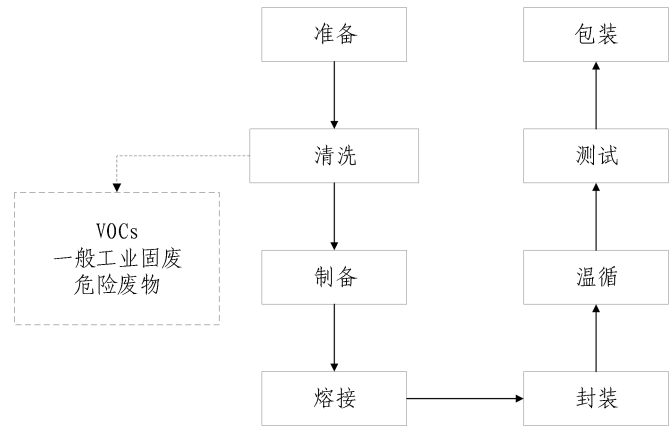 准备
包装
清洗
测试
VOCs
一般工业固废
危险废物
制备
温循
熔接
封装